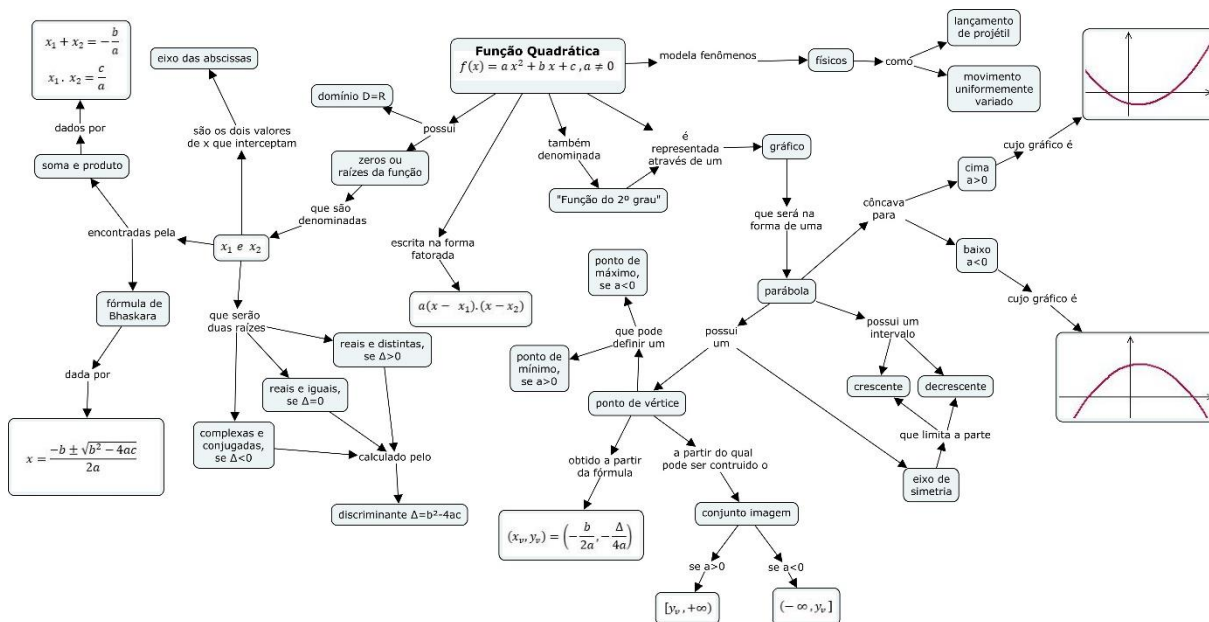 Função Quadrática
f(x) = a x² + b x + c , a ≠ 0
modela fenômenos
físicos
como
lançamento
de projétil
movimento
uniformemente
variado
domínio D=R
possui
zeros ou
raízes da função
que são
denominadas
x₁ e x₂
são os dois valores
de x que interceptam
eixo das abscissas
encontradas pela
soma e produto
dados por
x₁ + x₂ = −b/a
x₁ . x₂ = c/a
fórmula de
Bhaskara
dada por
x = (−b ± √(b² − 4ac))/2a
que serão
duas raízes
reais e distintas,
se Δ>0
reais e iguais,
se Δ=0
complexas e
conjugadas,
se Δ<0
calculado pelo
discriminante Δ=b²-4ac
escrita na forma
fatorada
a(x − x₁).(x − x₂)
também
denominada
"Função do 2º grau"
é
representada
através de um
gráfico
que será na
forma de uma
parábola
côncava
para
cima
a>0
cujo gráfico é
baixo
a<0
cujo gráfico é
possui um
intervalo
crescente
decrescente
que limita a parte
eixo de
simetria
possui
um
ponto de vértice
que pode
definir um
ponto de
máximo,
se a<0
ponto de
mínimo,
se a>0
obtido a partir
da fórmula
(xᵥ, yᵥ) = (−b/2a, −Δ/4a)
a partir do qual
pode ser contruido o
conjunto imagem
se a>0
[yᵥ , +∞)
se a<0
(− ∞, yᵥ ]